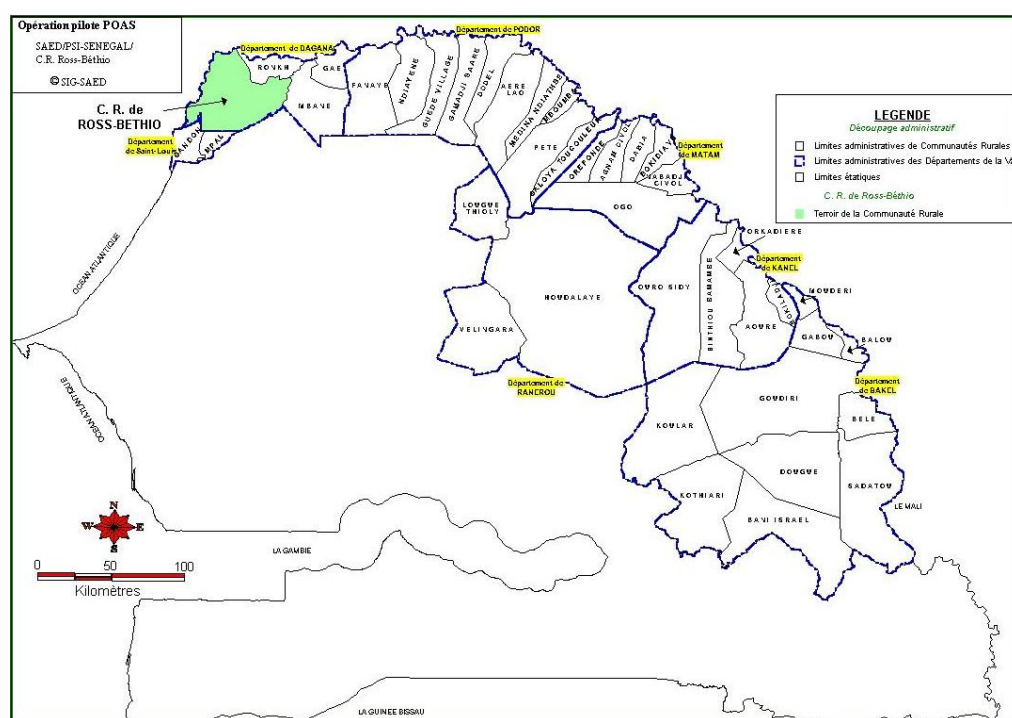 Opération pilote POAS
SAED/PSI-SENEGAL/
C.R. Ross-Béthio
© SIG-SAED
C. R. de
ROSS-BETHIO
Département de DAGANA
Département de PODOR
Département
de Saint-Louis
Département
de MATAM
Département
de KANEL
Département de
RANEROU
Département
de BAKEL
RONKH
GAE
MBANE
GANDON
MPAL
FANAYE
NDIAYENE
GUEDE VILLAGE
GAMADJI SAARE
DODEL
AERE
LAO
MEDINA NDIATHBE
MBOUMBA
PETE
GALOYA TOUCOULEUR
OREFONDE
AGNAM CIVOL
DABIA
BOKIDIAVE
NABADJI
CIVOL
OGO
LOUGUE
THIOLY
HOUDALAYE
VELINGARA
OURO SIDY
SINTHIOU BAMAMBE
ORKADIERE
AOURE
BOKILADJI
MOUDERI
GABOU
BALOU
GOUDIRI
BELE
KOULAR
DOUGUE
SADATOU
KOTHIARI
BANI ISRAEL
LE MALI
OCEAN ATLANTIQUE
OCEAN ATLANTIQUE
LA GAMBIE
LA GUINEE BISSAU
LEGENDE
Découpage administratif
Limites administratives de Communautés Rurales
Limites administratives des Départements de la V
Limites étatiques
C. R. de Ross-Béthio
Terroir de la Communauté Rurale
N
W E
S
0 50 100
Kilomètres